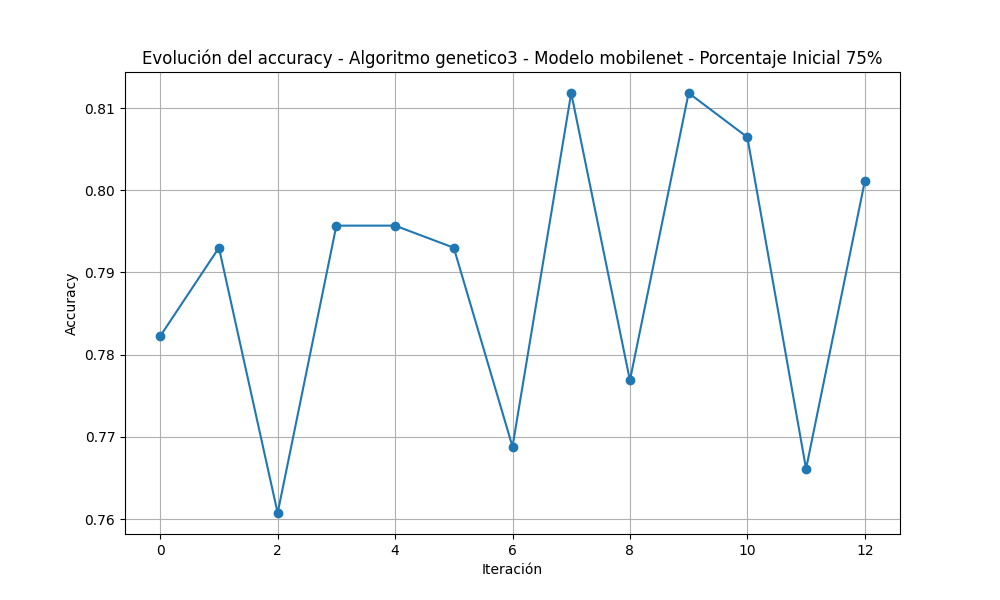 Evolución del accuracy - Algoritmo genetico3 - Modelo mobilenet - Porcentaje Inicial 75%
0.81
0.80
0.79
0.78
0.77
0.76
Accuracy
0 2 4 6 8 10 12
Iteración